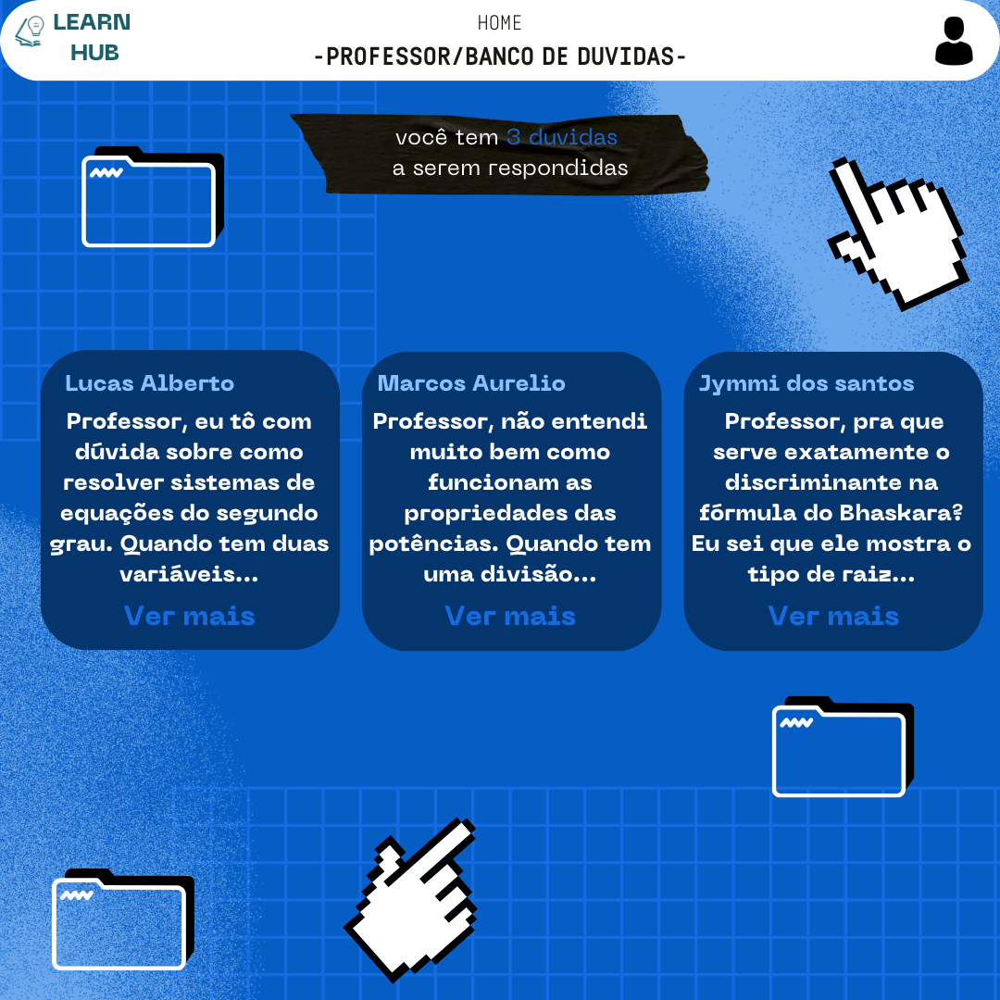 LEARN
HUB
HOME
-PROFESSOR/BANCO DE DUVIDAS-
você tem 3 duvidas
a serem respondidas
Lucas Alberto
Professor, eu tô com
dúvida sobre como
resolver sistemas de
equações do segundo
grau. Quando tem duas
variáveis...
Ver mais
Marcos Aurelio
Professor, não entendi
muito bem como
funcionam as
propriedades das
potências. Quando tem
uma divisão...
Ver mais
Jymmi dos santos
Professor, pra que
serve exatamente o
discriminante na
fórmula do Bhaskara?
Eu sei que ele mostra o
tipo de raiz...
Ver mais